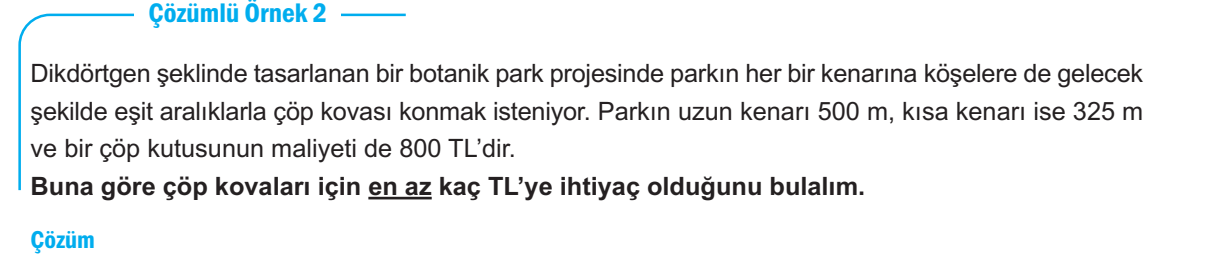 Çözümlü Örnek 2
Dikdörtgen şeklinde tasarlanan bir botanik park projesinde parkın her bir kenarına köşelere de gelecek
şekilde eşit aralıklarla çöp kovası konmak isteniyor. Parkın uzun kenarı 500 m, kısa kenarı ise 325 m
ve bir çöp kutusunun maliyeti de 800 TL’dir.
Buna göre çöp kovaları için en az kaç TL’ye ihtiyaç olduğunu bulalım.
Çözüm